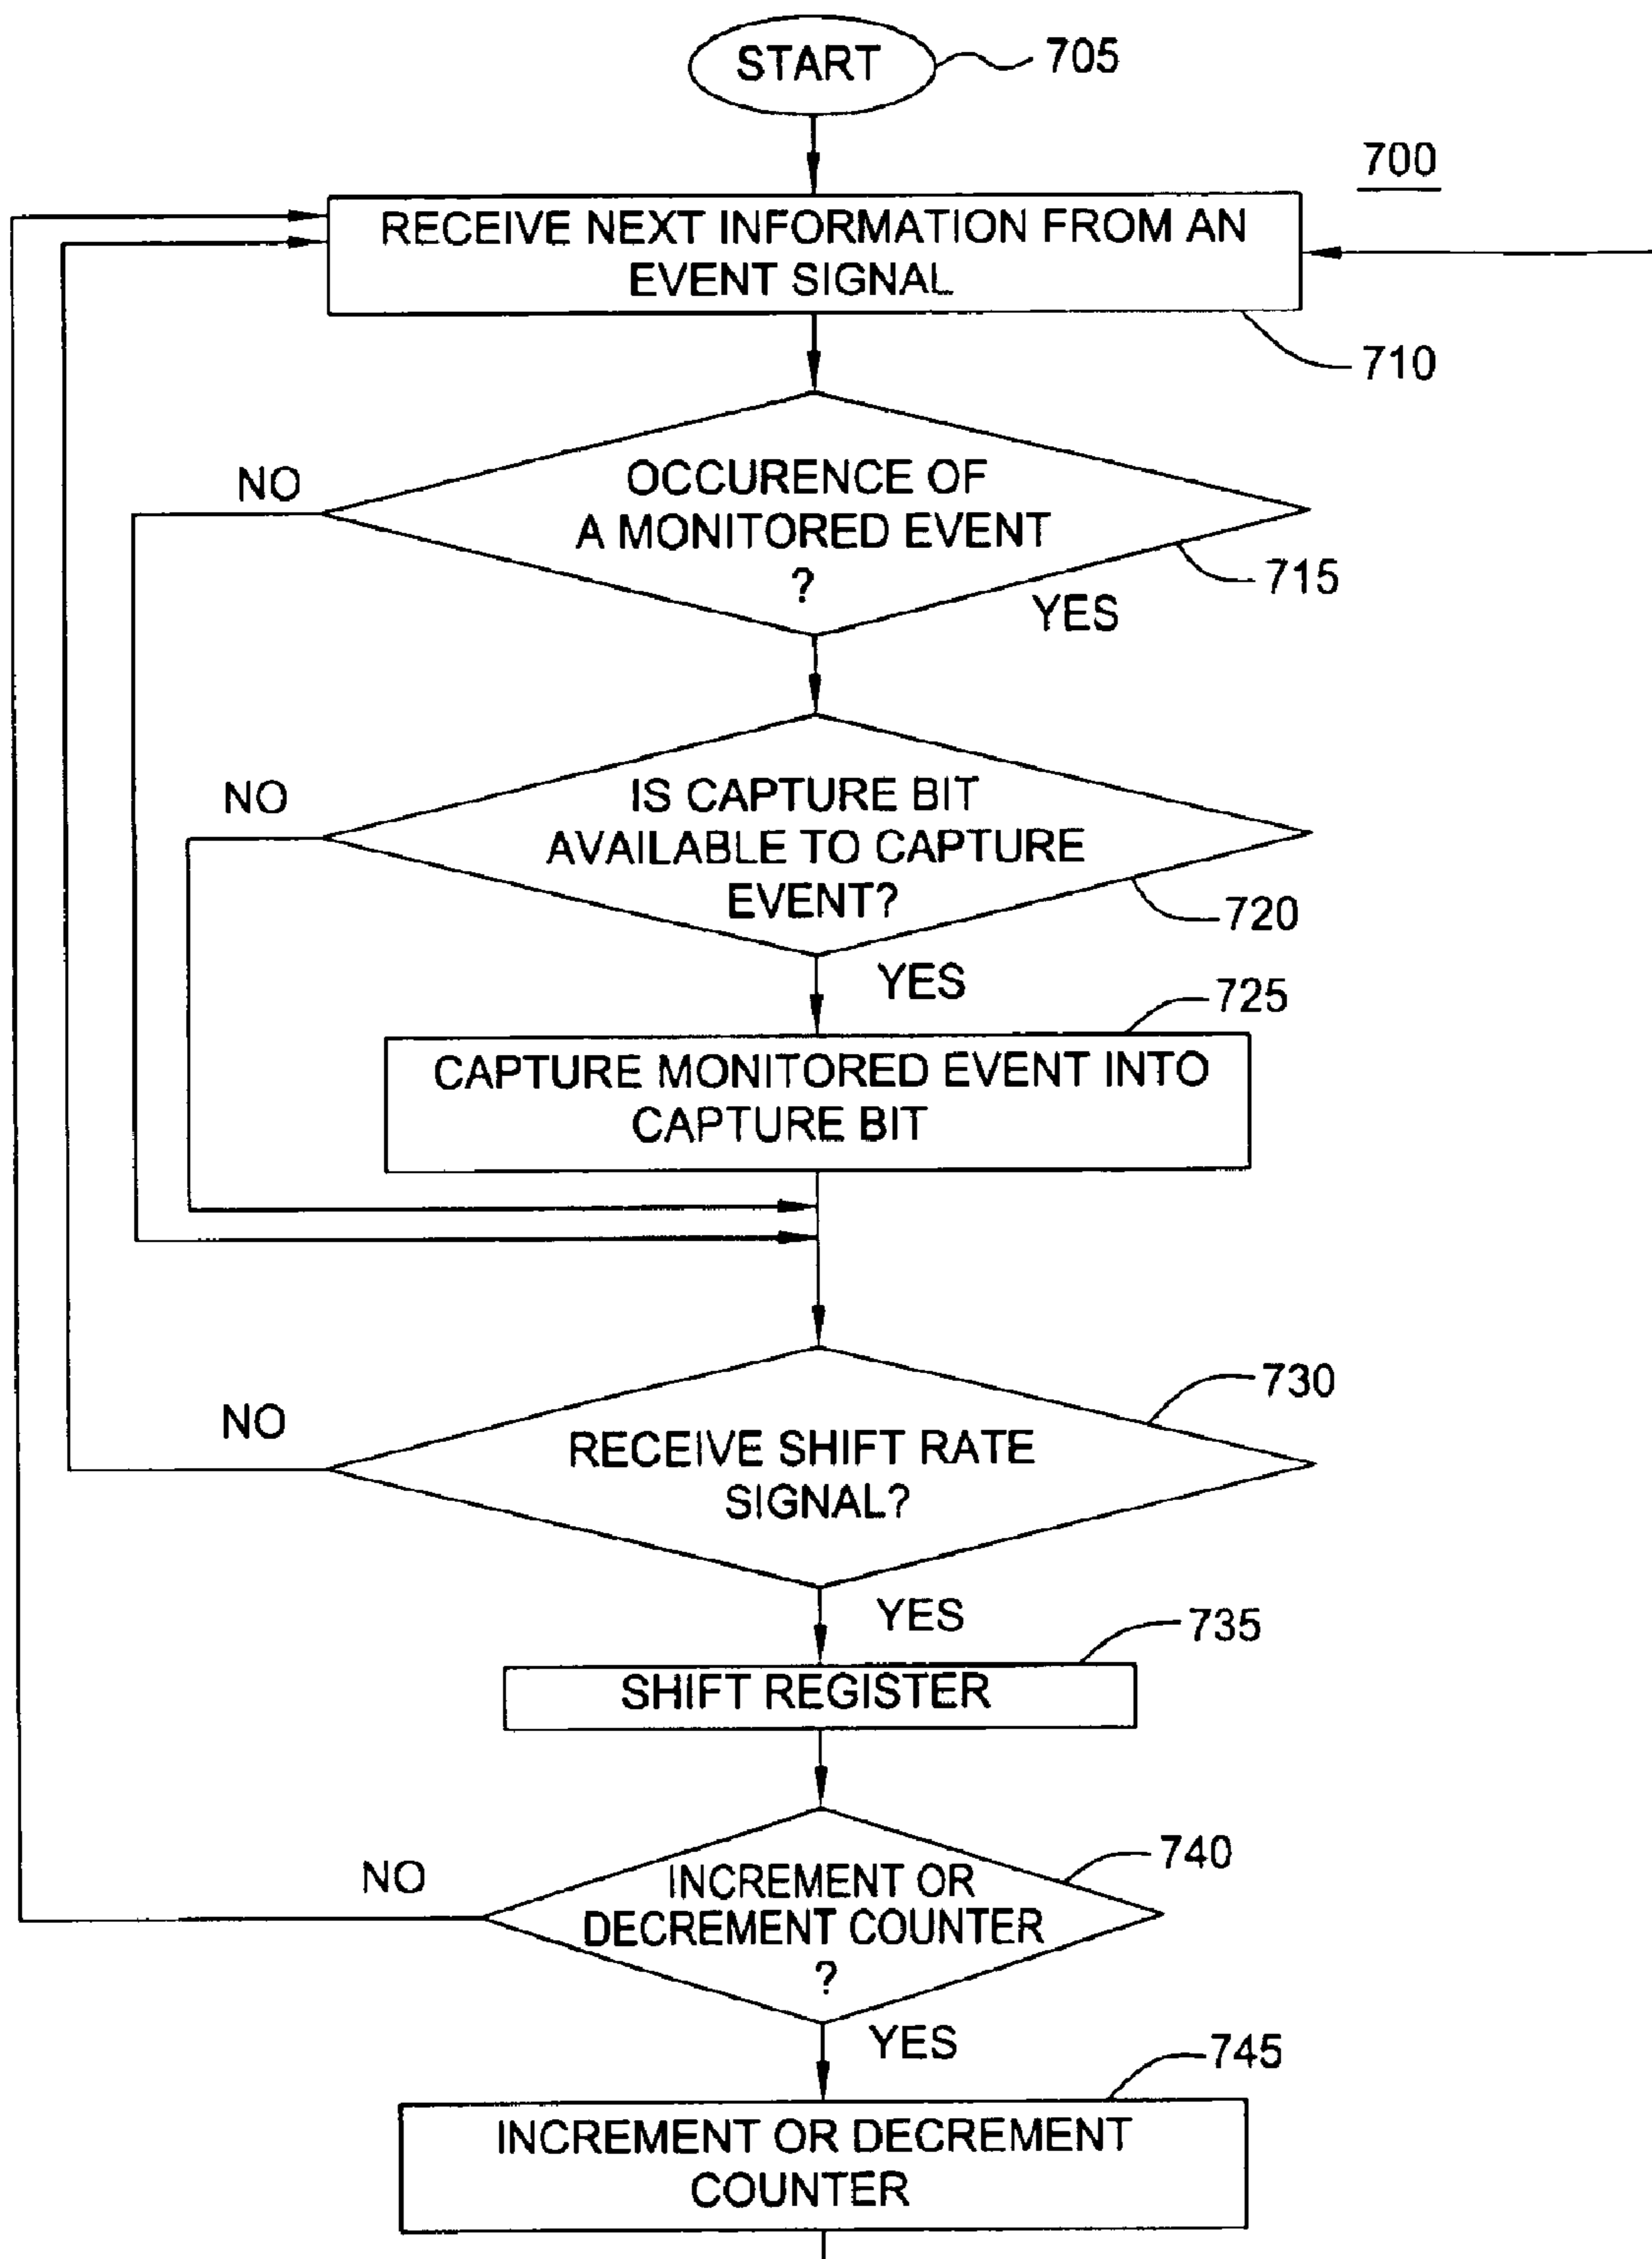 START
705
700
RECEIVE NEXT INFORMATION FROM AN
EVENT SIGNAL
710
NO
OCCURENCE OF
A MONITORED EVENT
?
715
YES
NO
IS CAPTURE BIT
AVAILABLE TO CAPTURE
EVENT?
720
YES
725
CAPTURE MONITORED EVENT INTO
CAPTURE BIT
730
NO
RECEIVE SHIFT RATE
SIGNAL?
YES
735
SHIFT REGISTER
740
NO
INCREMENT OR
DECREMENT COUNTER
?
YES
745
INCREMENT OR DECREMENT
COUNTER